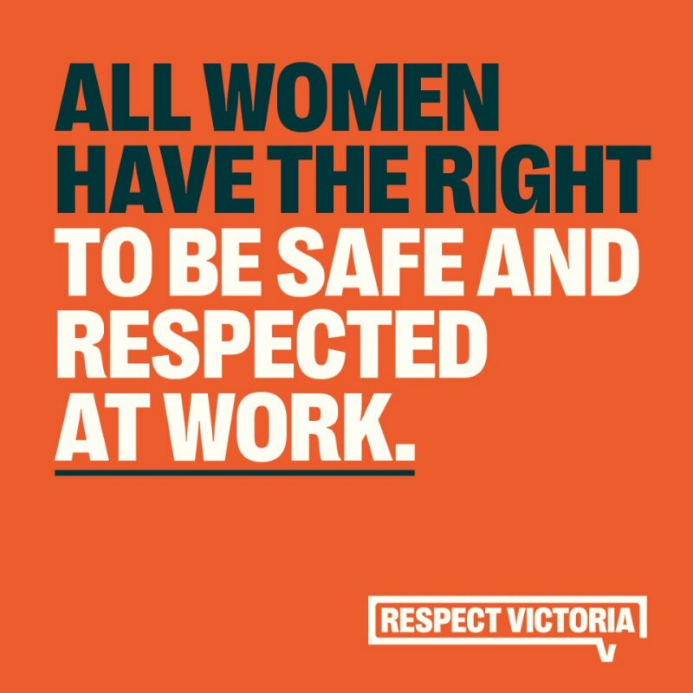 ALL WOMEN
HAVE THE RIGHT
TO BE SAFE AND
RESPECTED
AT WORK.
RESPECT VICTORIA